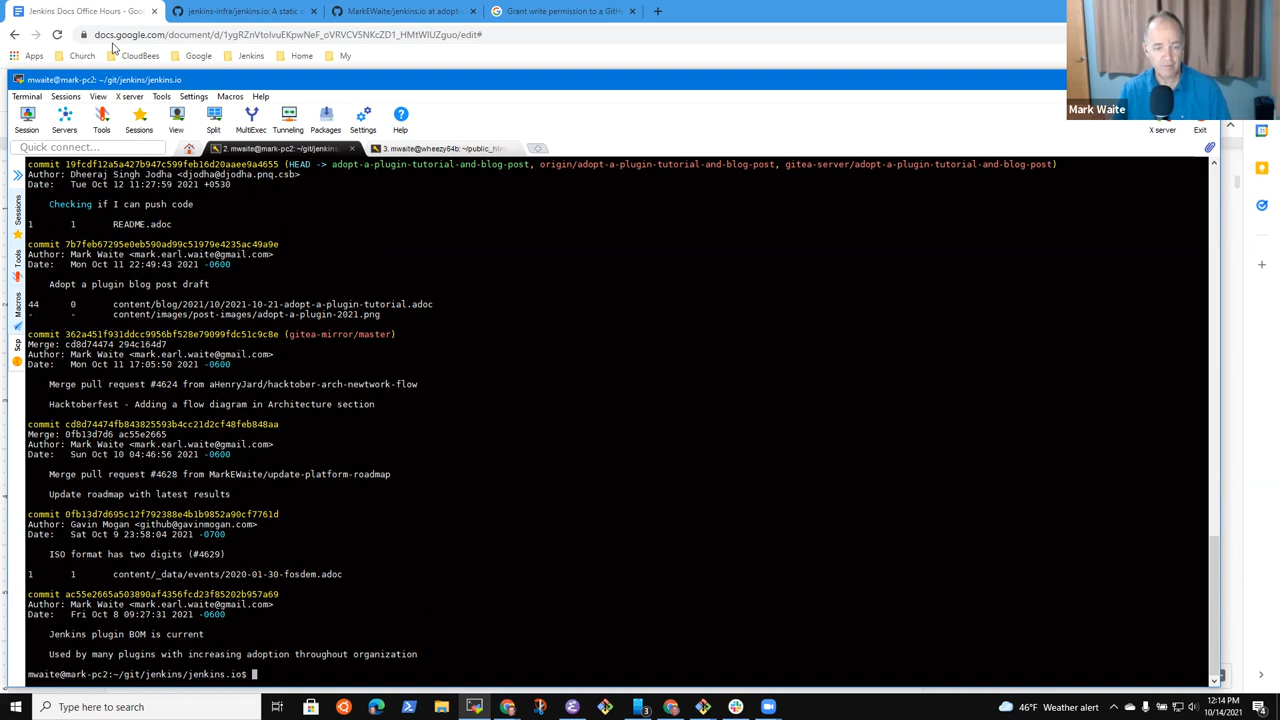 Jenkins Docs Office Hours - Goo
jenkins-infra/jenkins.io: A static s
MarkEWaite/jenkins.io at adopt-
Grant write permission to a GitHu
docs.google.com/document/d/1ygRZnVtoIvuEKpwNeF_oVRVCV5NKcZD1_HMtWIUZguo/edit#
Apps Church CloudBees Google Jenkins Home My
mwaite@mark-pc2: ~/git/jenkins/jenkins.io
Mark Waite
Terminal Sessions View X server Tools Settings Macros Help
Session Servers Tools Sessions View Split MultiExec Tunneling Packages Settings Help X server Exit
Quick connect...
2. mwaite@mark-pc2: ~/git/jenkins
3. mwaite@wheezy64b: ~/public_htm
Sessions
Tools
Macros
Scp
commit 19fcdf12a5a427b947c599feb16d20aaee9a4655 (HEAD -> adopt-a-plugin-tutorial-and-blog-post, origin/adopt-a-plugin-tutorial-and-blog-post, gitea-server/adopt-a-plugin-tutorial-and-blog-post)
Author: Dheeraj Singh Jodha <djodha@djodha.pnq.csb>
Date: Tue Oct 12 11:27:59 2021 +0530
Checking if I can push code
1 1 README.adoc
commit 7b7feb67295e0eb590ad99c51979e4235ac49a9e
Author: Mark Waite <mark.earl.waite@gmail.com>
Date: Mon Oct 11 22:49:43 2021 -0600
Adopt a plugin blog post draft
44 0 content/blog/2021/10/2021-10-21-adopt-a-plugin-tutorial.adoc
- - content/images/post-images/adopt-a-plugin-2021.png
commit 362a451f931ddcc9956bf528e79099fdc51c9c8e (gitea-mirror/master)
Merge: cd8d74474 294c164d7
Author: Mark Waite <mark.earl.waite@gmail.com>
Date: Mon Oct 11 17:05:50 2021 -0600
Merge pull request #4624 from aHenryJard/hacktober-arch-newtwork-flow
Hacktoberfest - Adding a flow diagram in Architecture section
commit cd8d74474fb843825593b4cc21d2cf48feb848aa
Merge: 0fb13d7d6 ac55e2665
Author: Mark Waite <mark.earl.waite@gmail.com>
Date: Sun Oct 10 04:46:56 2021 -0600
Merge pull request #4628 from MarkEWaite/update-platform-roadmap
Update roadmap with latest results
commit 0fb13d7d695c12f792388e4b1b9852a90cf7761d
Author: Gavin Mogan <github@gavinmogan.com>
Date: Sat Oct 9 23:58:04 2021 -0700
ISO format has two digits (#4629)
1 1 content/_data/events/2020-01-30-fosdem.adoc
commit ac55e2665a503890af4356fcd23f85202b957a69
Author: Mark Waite <mark.earl.waite@gmail.com>
Date: Fri Oct 8 09:27:31 2021 -0600
Jenkins plugin BOM is current
Used by many plugins with increasing adoption throughout organization
mwaite@mark-pc2:~/git/jenkins/jenkins.io$
Type here to search
3
46°F Weather alert
12:14 PM
10/14/2021
4